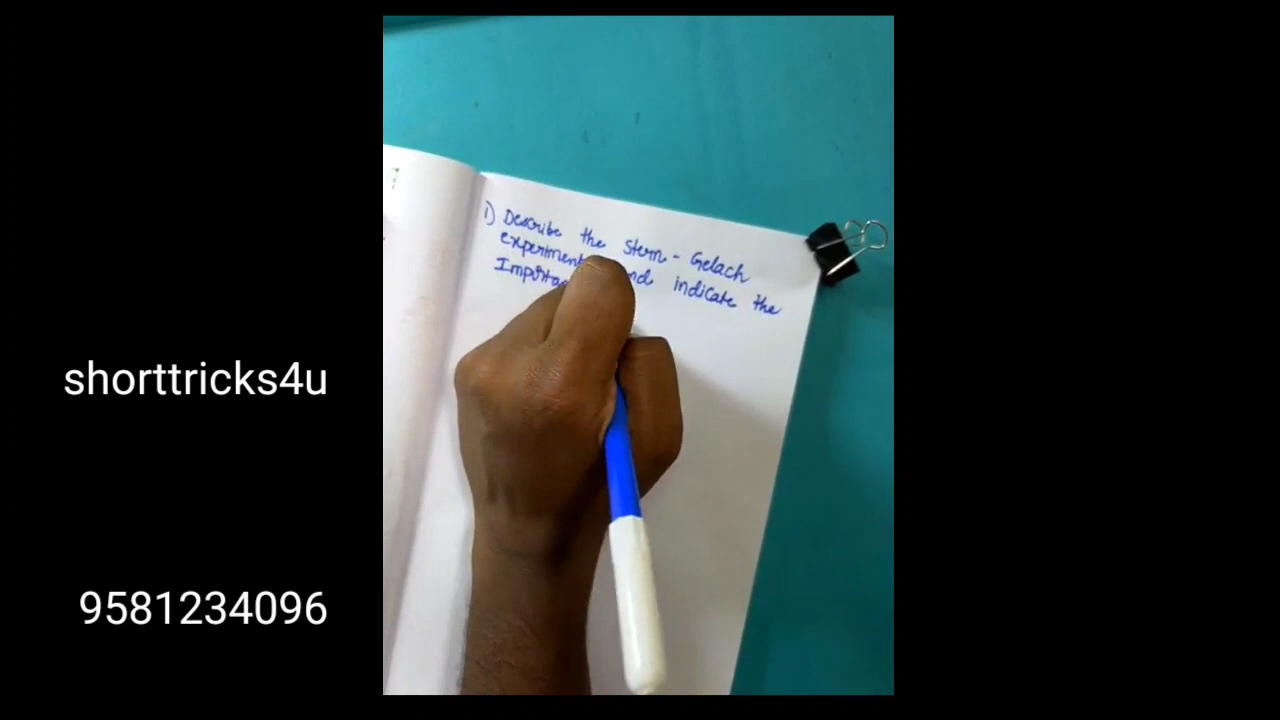 1) Describe the Stern - Gelach
experiment and indicate the
shorttricks4u
9581234096